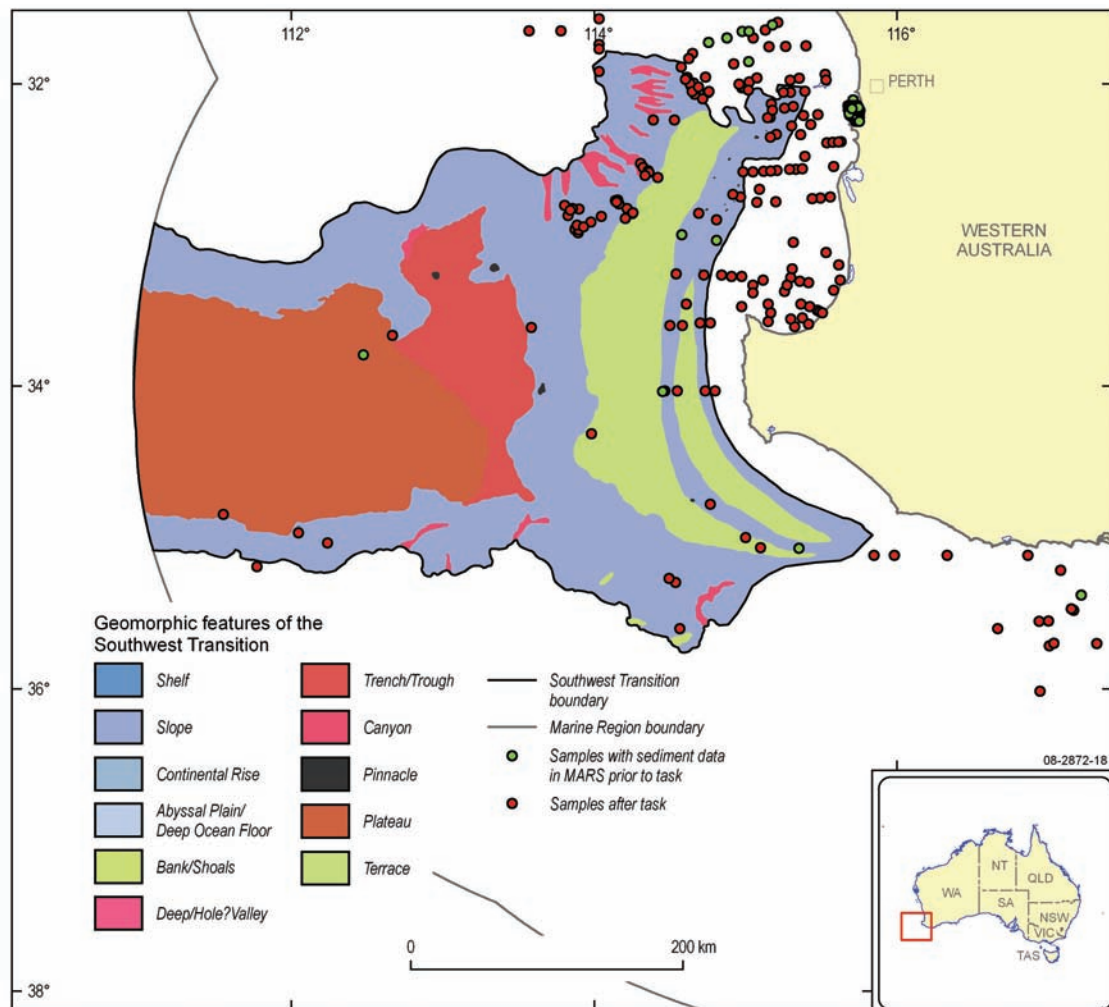 112°
114°
116°
32°
PERTH
WESTERN
AUSTRALIA
34°
36°
38°
Geomorphic features of the
Southwest Transition
Shelf
Slope
Continental Rise
Abyssal Plain/
Deep Ocean Floor
Bank/Shoals
Deep/Hole?Valley
Trench/Trough
Canyon
Pinnacle
Plateau
Terrace
Southwest Transition
boundary
Marine Region boundary
Samples with sediment data
in MARS prior to task
Samples after task
0 200 km
08-2872-18
NT
QLD
WA
SA
NSW
VIC
TAS